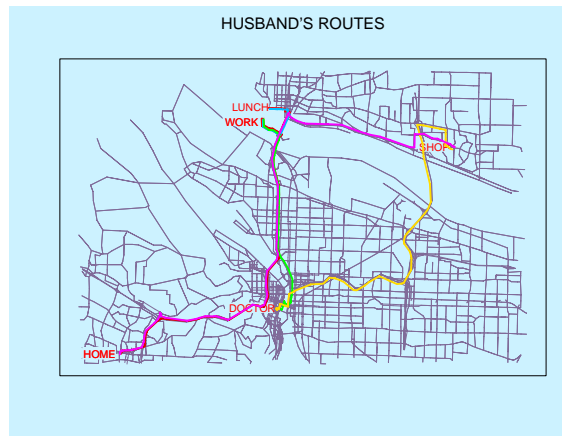 HUSBAND'S ROUTES
LUNCH
WORK
SHOP
DOCTOR
HOME